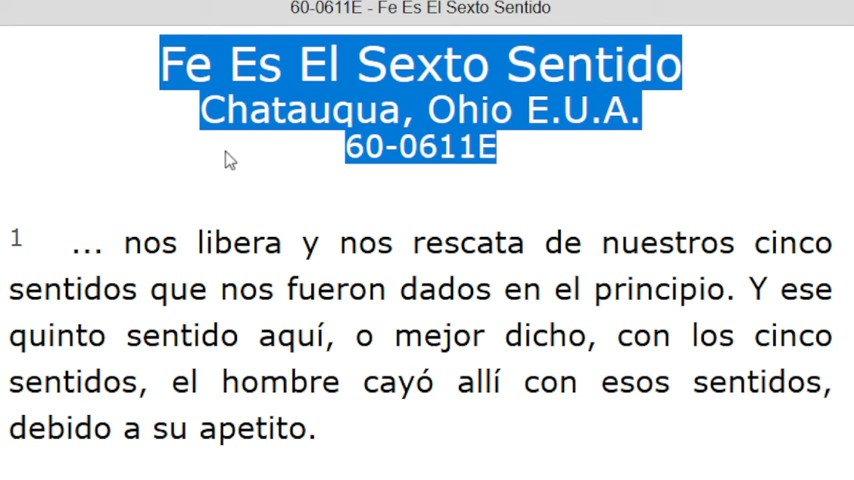 60-0611E - Fe Es El Sexto Sentido
Fe Es El Sexto Sentido
Chatauqua, Ohio E.U.A.
60-0611E
1 ... nos libera y nos rescata de nuestros cinco
sentidos que nos fueron dados en el principio. Y ese
quinto sentido aquí, o mejor dicho, con los cinco
sentidos, el hombre cayó allí con esos sentidos,
debido a su apetito.